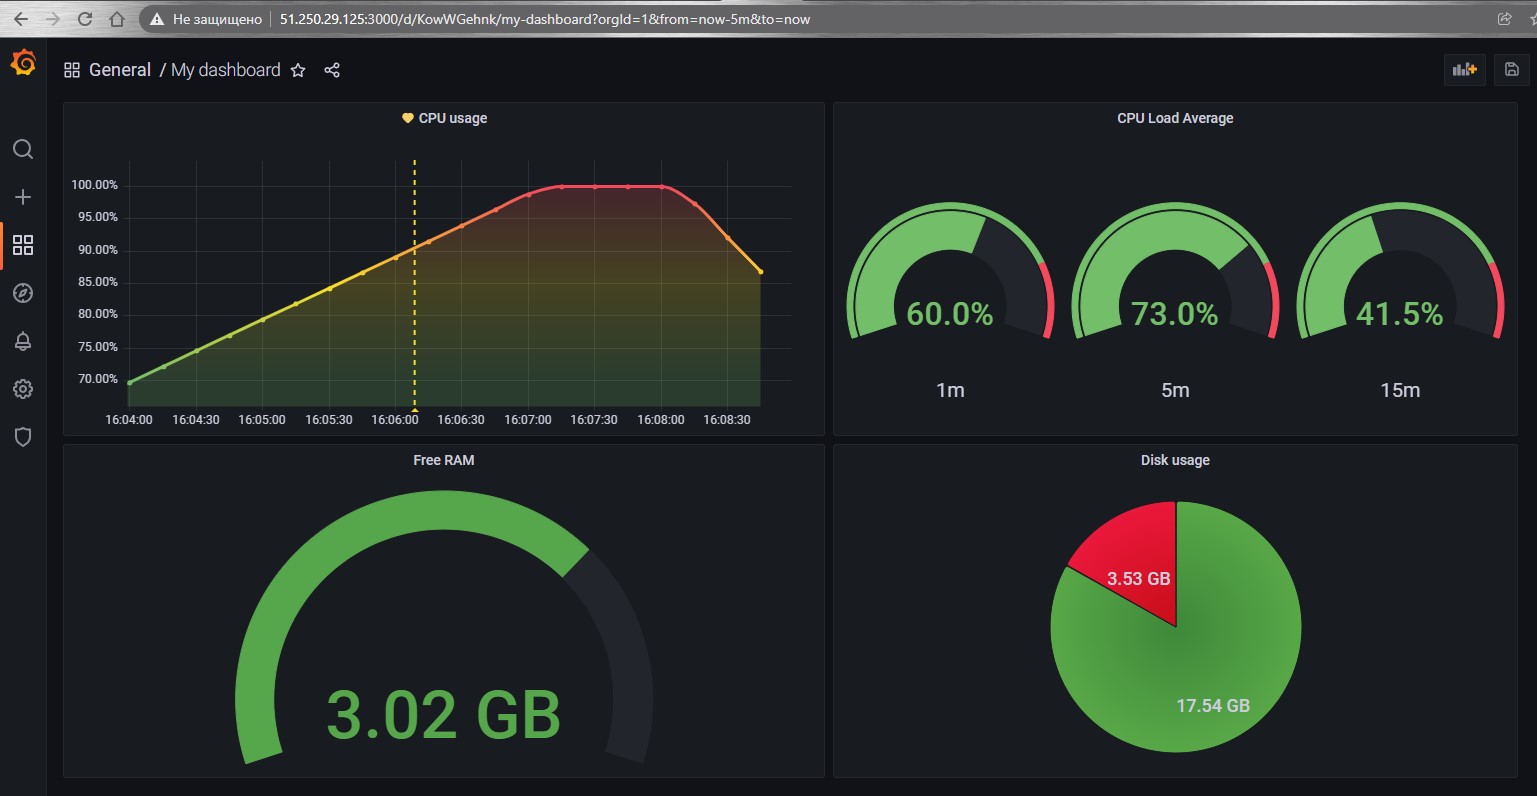 Не защищено 51.250.29.125:3000/d/KowWGehnk/my-dashboard?orgId=1&from=now-5m&to=now
General / My dashboard
CPU usage
100.00%
95.00%
90.00%
85.00%
80.00%
75.00%
70.00%
16:04:00 16:04:30 16:05:00 16:05:30 16:06:00 16:06:30 16:07:00 16:07:30 16:08:00 16:08:30
CPU Load Average
60.0% 73.0% 41.5%
1m 5m 15m
Free RAM
3.02 GB
Disk usage
3.53 GB
17.54 GB